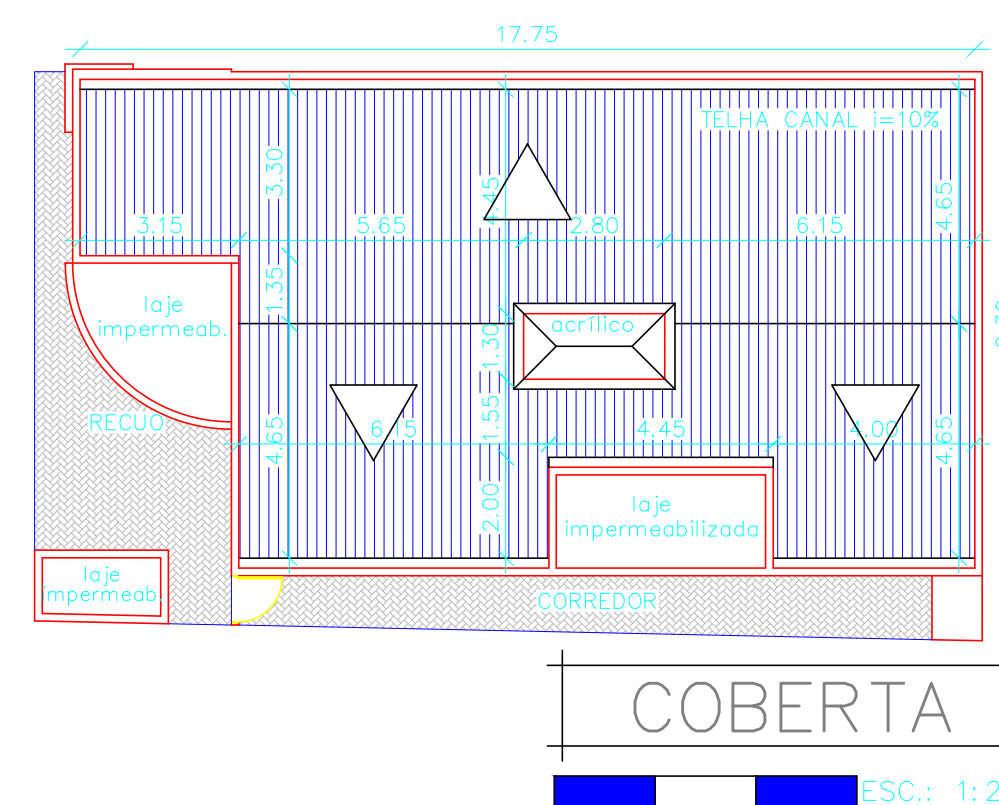 17.75
TELHA CANAL i=10%
3.30
4.45
4.65
3.15
5.65
2.80
6.15
1.35
laje
impermeab.
acrílico
1.30
RECUO
4.65
1.55
4.45
4.00
4.65
2.00
laje
impermeabilizada
laje
impermeab.
CORREDOR
COBERTA
ESC.: 1:2